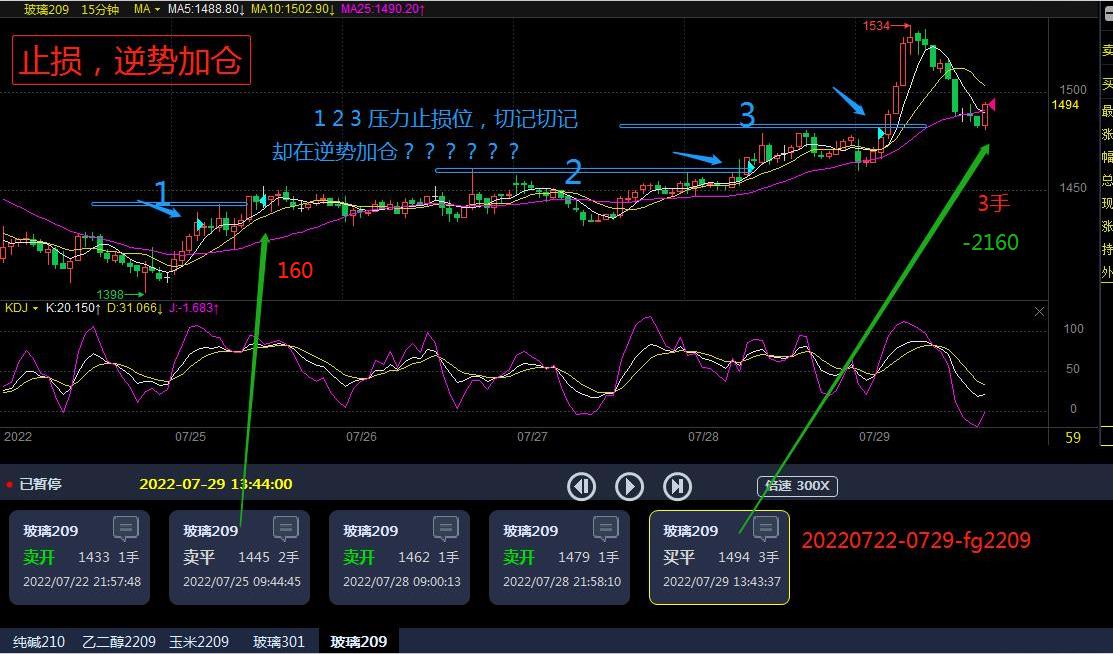 玻璃209 15分钟 MA MA5:1488.80↓ MA10:1502.90↓ MA25:1490.20↑
1534
止损，逆势加仓
1500
1494
1 2 3 压力止损位，切记切记
却在逆势加仓？？？？？？
3
2
1
1450
3手
-2160
160
1398
KDJ K:20.150↑ D:31.066↓ J:-1.683↑
100
50
0
2022 07/25 07/26 07/27 07/28 07/29
59
已暂停 2022-07-29 13:44:00 倍速 300X
玻璃209
卖开 1433 1手
2022/07/22 21:57:48
玻璃209
卖平 1445 2手
2022/07/25 09:44:45
玻璃209
卖开 1462 1手
2022/07/28 09:00:13
玻璃209
卖开 1479 1手
2022/07/28 21:58:10
玻璃209
买平 1494 3手
2022/07/29 13:43:37
20220722-0729-fg2209
纯碱210 乙二醇2209 玉米2209 玻璃301 玻璃209